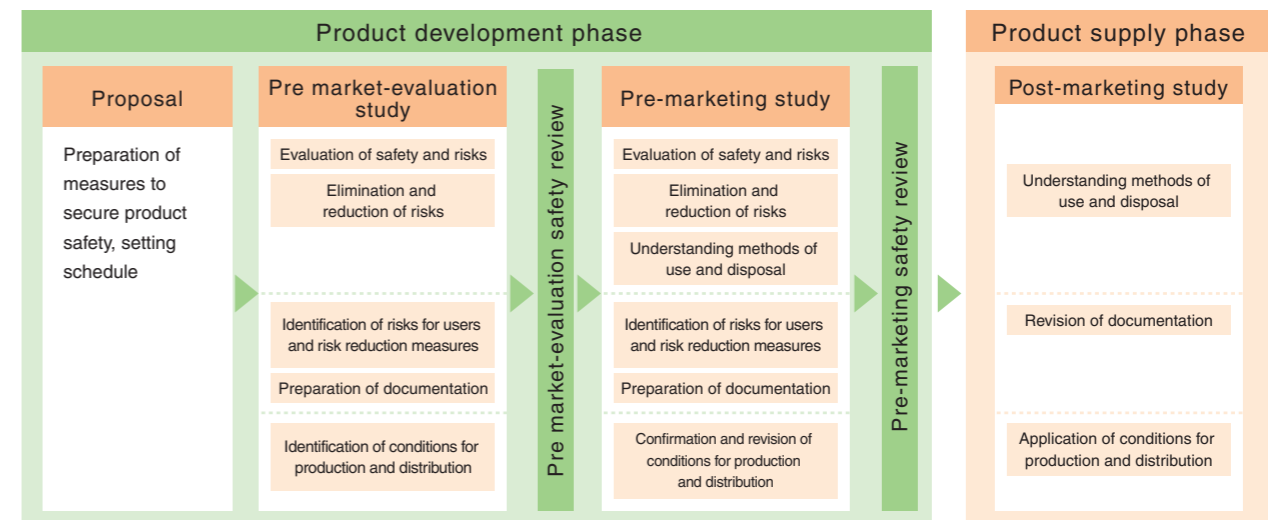 Product development phase
Proposal
Preparation of
measures to
secure product
safety, setting
schedule
Pre market-evaluation
study
Evaluation of safety and risks
Elimination and
reduction of risks
Identification of risks for users
and risk reduction measures
Preparation of documentation
Identification of conditions for
production and distribution
Pre market-evaluation safety review
Pre-marketing study
Evaluation of safety and risks
Elimination and
reduction of risks
Understanding methods of
use and disposal
Identification of risks for users
and risk reduction measures
Preparation of documentation
Confirmation and revision of
conditions for production
and distribution
Pre-marketing safety review
Product supply phase
Post-marketing study
Understanding methods of
use and disposal
Revision of documentation
Application of conditions for
production and distribution